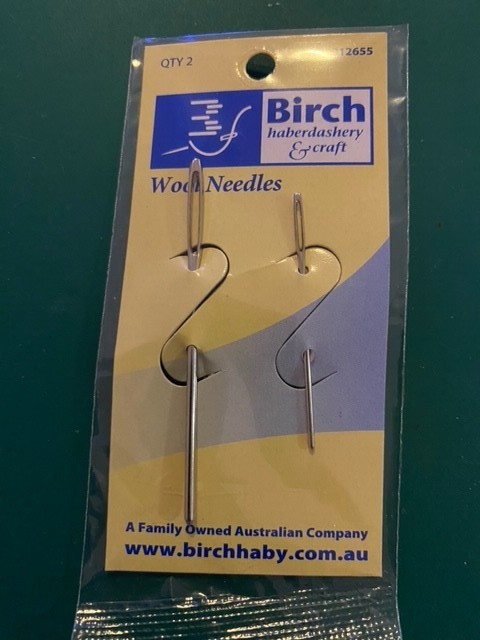 QTY 2
12655
Birch
haberdashery
& craft
Wool Needles
A Family Owned Australian Company
www.birchhaby.com.au